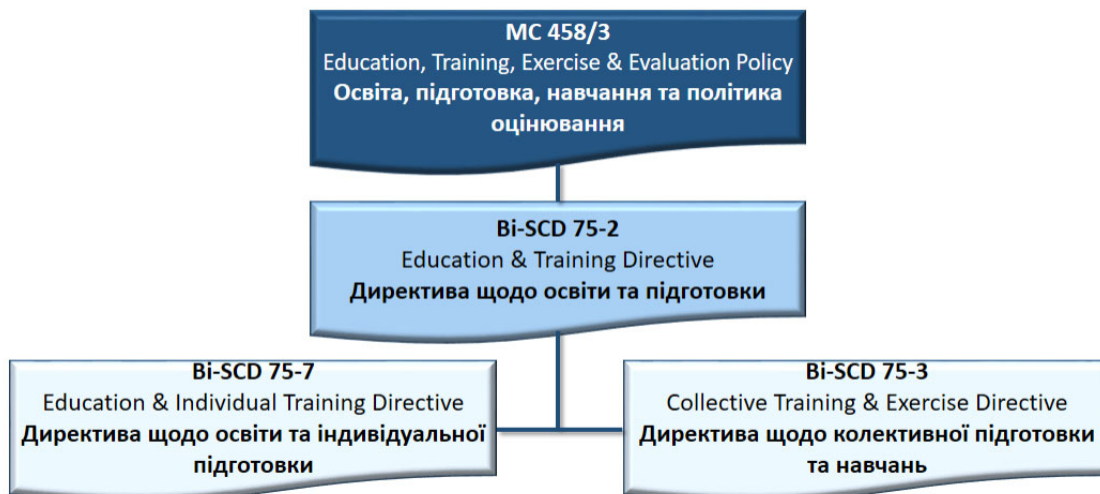 MC 458/3
Education, Training, Exercise & Evaluation Policy
Освіта, підготовка, навчання та політика
оцінювання
Bi-SCD 75-2
Education & Training Directive
Директива щодо освіти та підготовки
Bi-SCD 75-7
Education & Individual Training Directive
Директива щодо освіти та індивідуальної
підготовки
Bi-SCD 75-3
Collective Training & Exercise Directive
Директива щодо колективної підготовки
та навчань